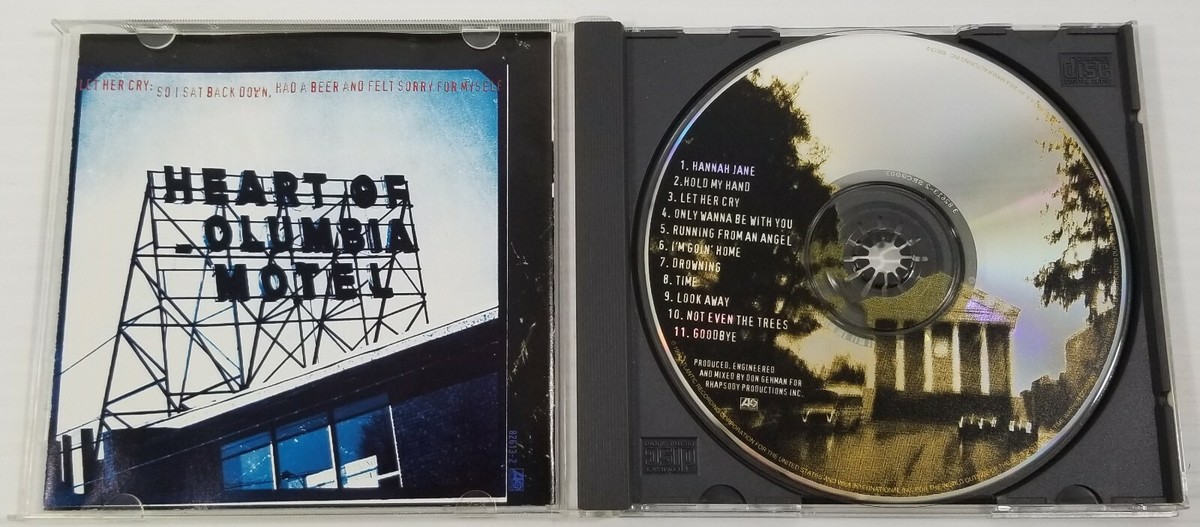 LET HER CRY: SO I SAT BACK DOWN, HAD A BEER AND FELT SORRY FOR MYSELF
HEART OF
OLUMBIA
MOTEL
82613-2
1. HANNAH JANE
2. HOLD MY HAND
3. LET HER CRY
4. ONLY WANNA BE WITH YOU
5. RUNNING FROM AN ANGEL
6. I'M GOIN' HOME
7. DROWNING
8. TIME
9. LOOK AWAY
10. NOT EVEN THE TREES
11. GOODBYE
PRODUCED, ENGINEERED
AND MIXED BY DON GEHMAN FOR
RHAPSODY PRODUCTIONS INC.
disc